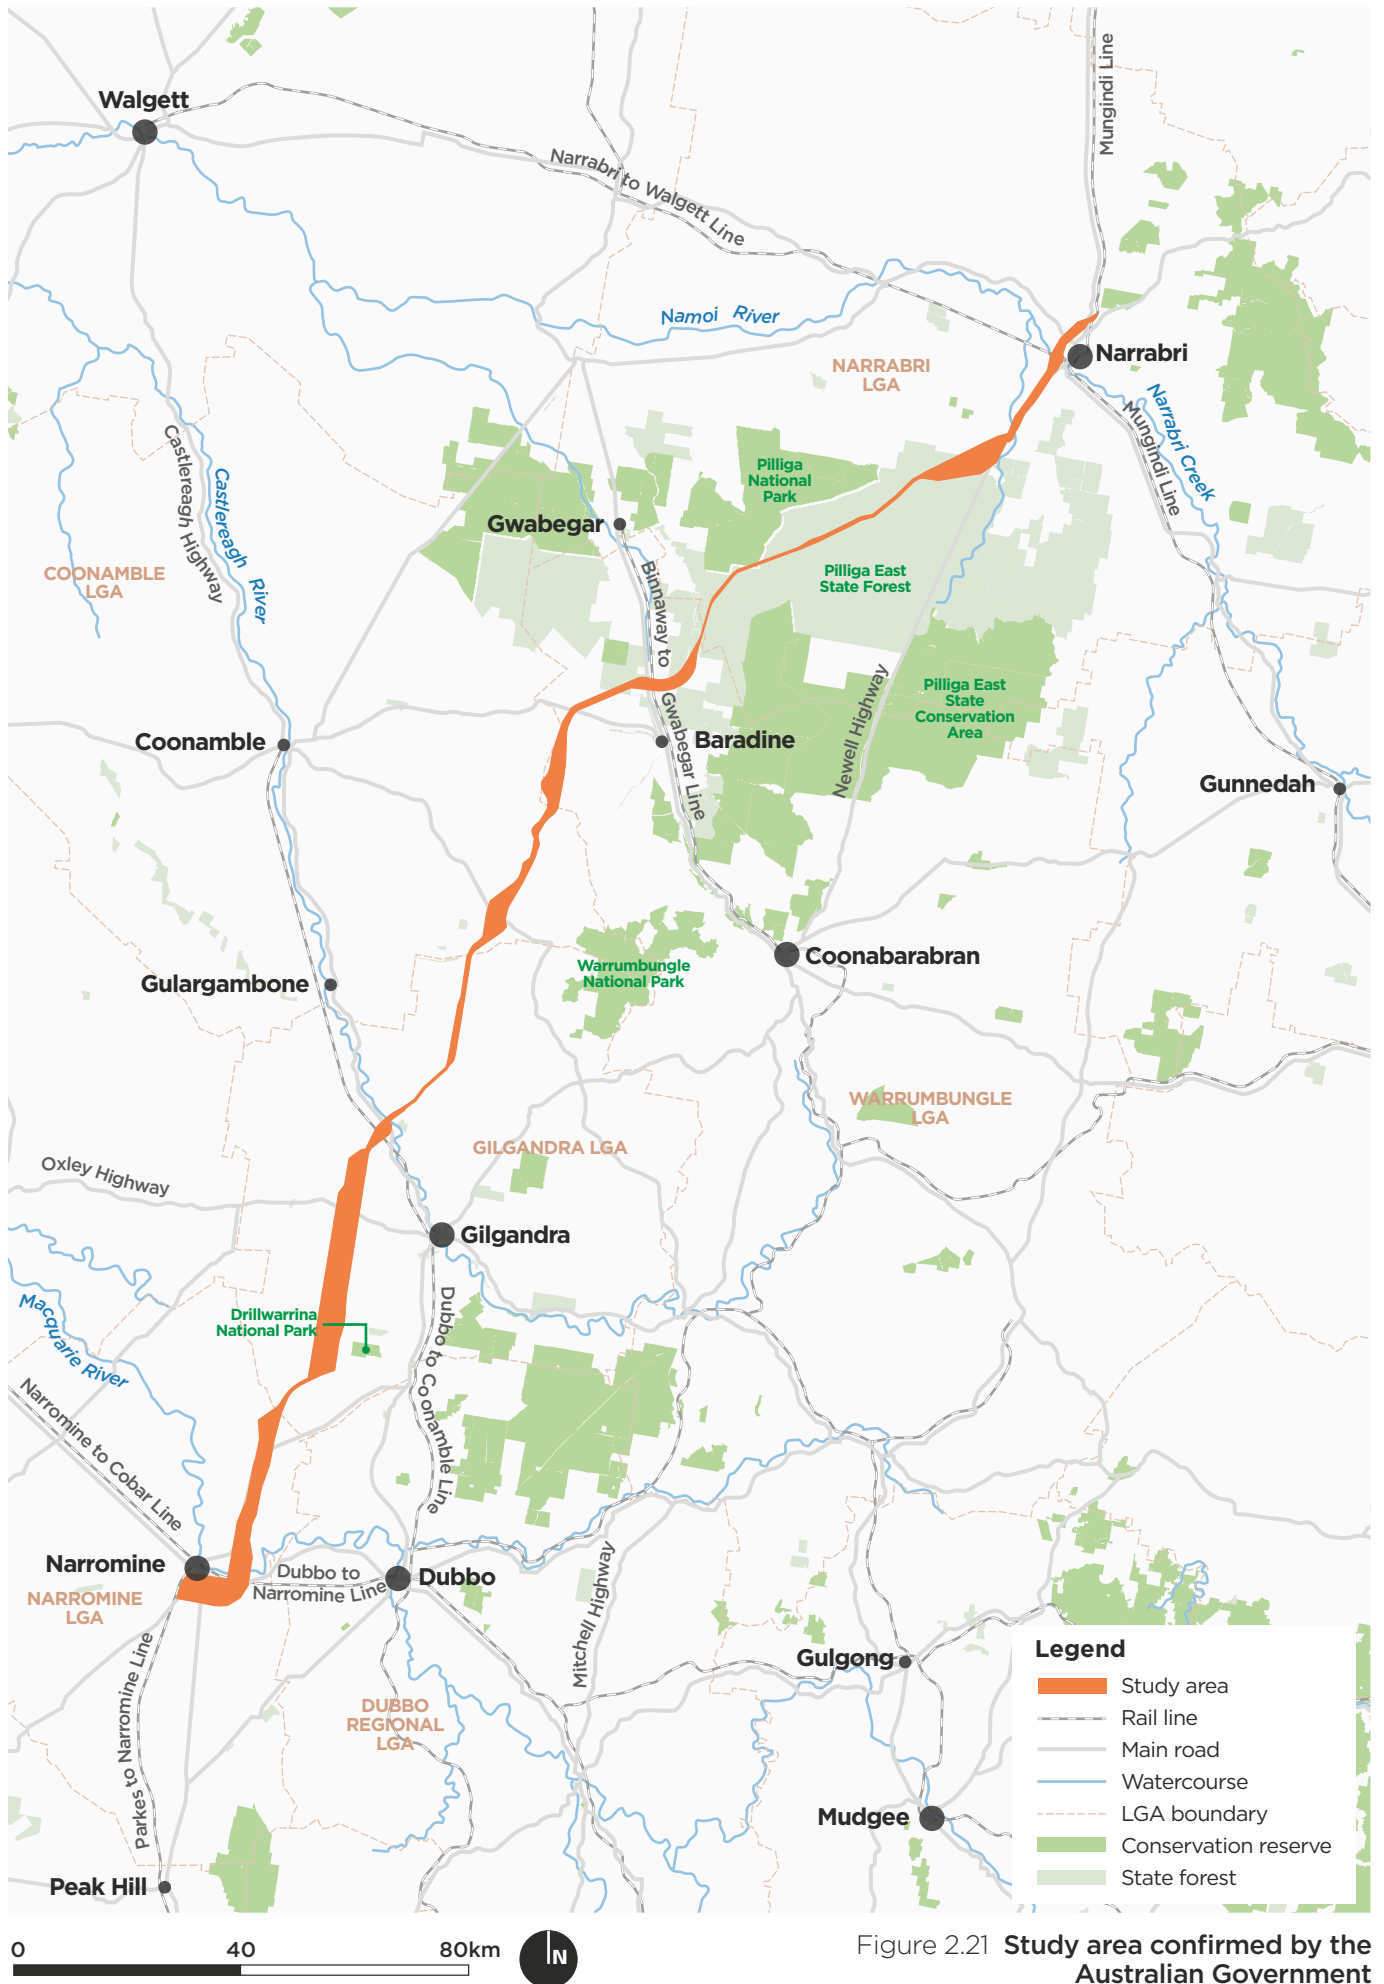 Mungindi Line
Walgett
Narrabri to Walgett Line
Namoi River
Narrabri
NARRABRI
LGA
Narrabri Creek
Mungindi Line
Castlereagh Highway
Castlereagh River
Pilliga
National
Park
Gwabegar
COONAMBLE
LGA
Binnaway to
Gwabegar Line
Pilliga East
State Forest
Pilliga East
State
Conservation
Area
Newell Highway
Coonamble
Baradine
Gunnedah
Coonabarabran
Warrumbungle
National Park
Gulargambone
WARRUMBUNGLE
LGA
GILGANDRA LGA
Oxley Highway
Gilgandra
Macquarie River
Drillwarrina
National Park
Dubbo to Coonamble Line
Narromine to Cobar Line
Narromine
NARROMINE
LGA
Dubbo to
Narromine Line
Dubbo
Mitchell Highway
Parkes to Narromine Line
DUBBO
REGIONAL
LGA
Gulgong
Mudgee
Peak Hill
Legend
Study area
Rail line
Main road
Watercourse
LGA boundary
Conservation reserve
State forest
0 40 80km
N
Figure 2.21 Study area confirmed by the
Australian Government